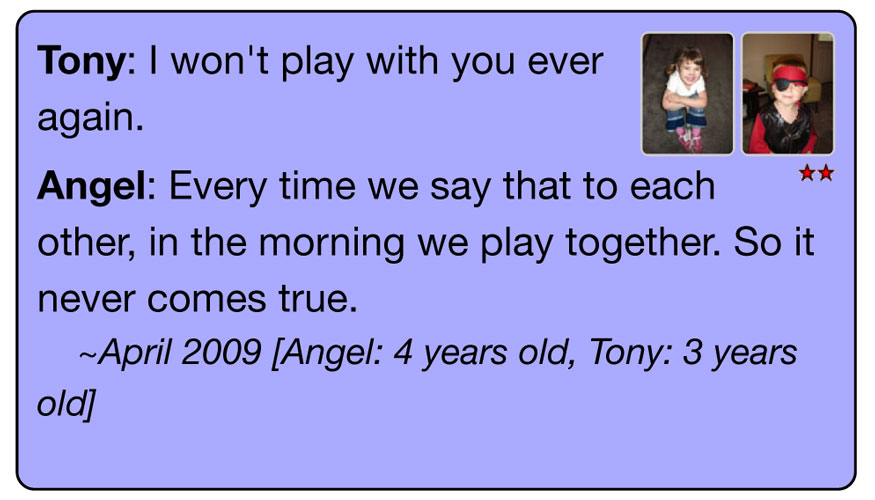 Tony: I won't play with you ever
again.
Angel: Every time we say that to each
other, in the morning we play together. So it
never comes true.
~April 2009 [Angel: 4 years old, Tony: 3 years
old]